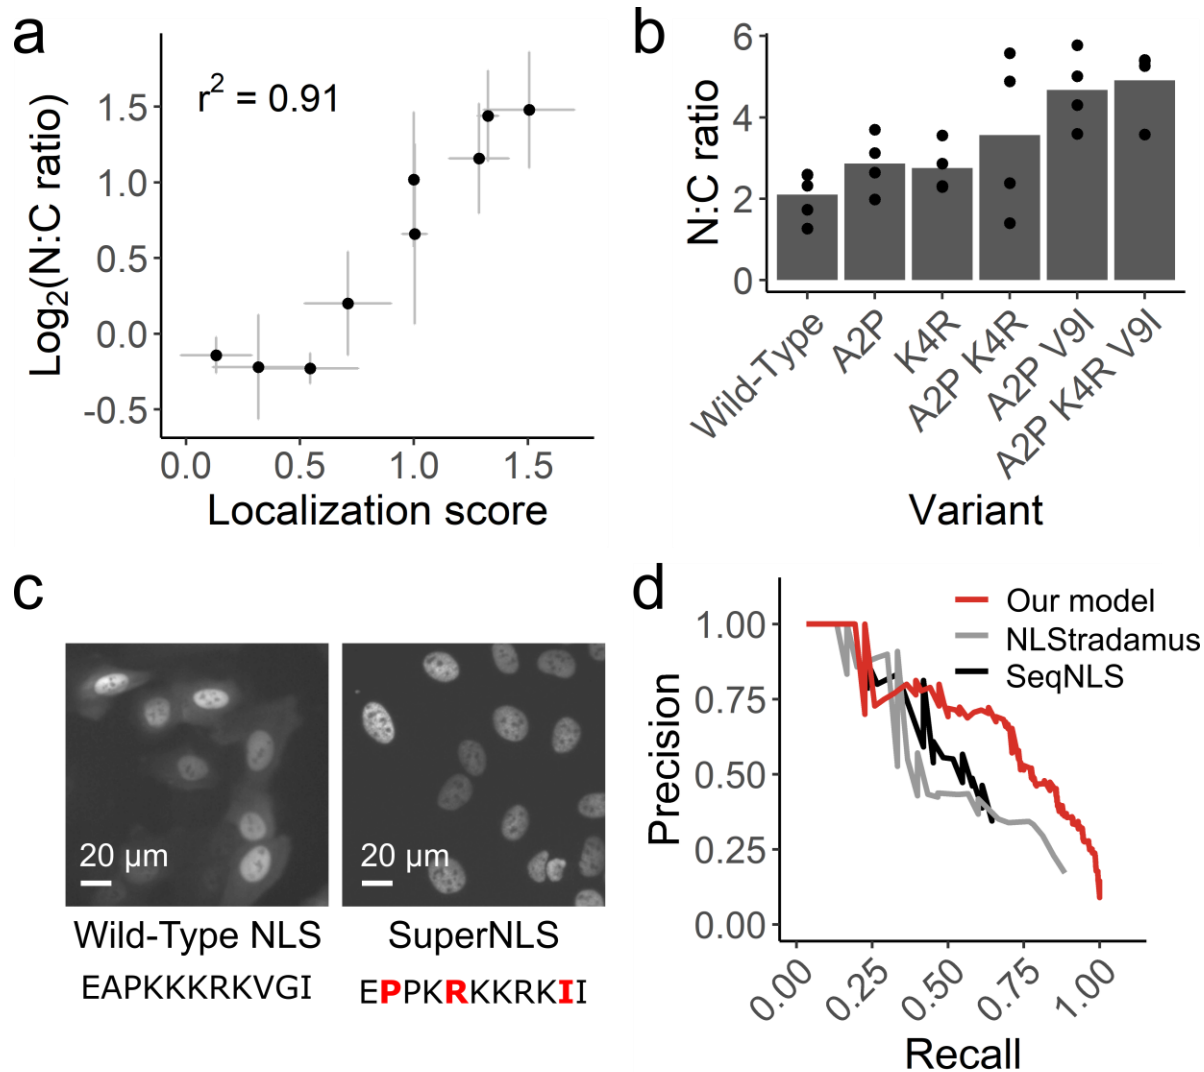 a
r² = 0.91
Log₂(N:C ratio)
1.5
1.0
0.5
0.0
-0.5
0.0 0.5 1.0 1.5
Localization score
b
N:C ratio
6
4
2
0
Wild-Type
A2P
K4R
A2P K4R
A2P V9I
A2P K4R V9I
Variant
c
20 µm
20 µm
Wild-Type NLS
SuperNLS
EAPKKKRKVGI
EPPKRKKRKII
d
Our model
NLStradamus
SeqNLS
Precision
1.00
0.75
0.50
0.25
0.00
0.00 0.25 0.50 0.75 1.00
Recall